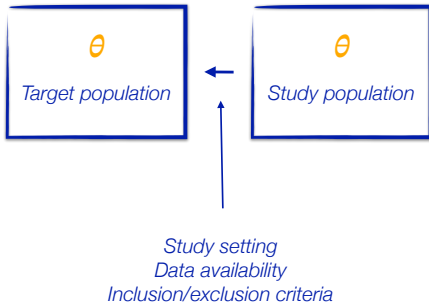 θ θ
Target population Study population
Study setting
Data availability
Inclusion/exclusion criteria